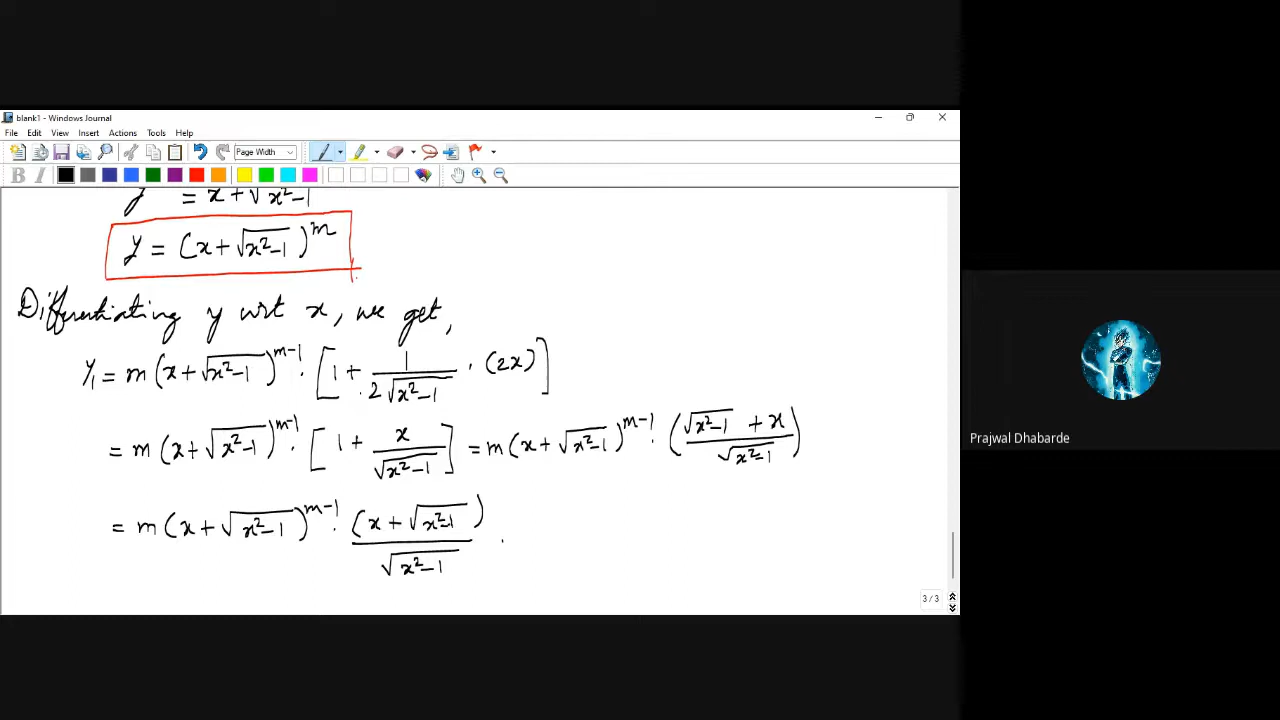 blank1 - Windows Journal
File Edit View Insert Actions Tools Help
Page Width
B I
y = x + √x²-1
y = (x + √x²-1)^m
Differentiating y wrt x, we get,
y₁ = m (x + √x²-1)^m-1 . [1 + 1/2√x²-1 . (2x)]
= m (x + √x²-1)^m-1 . [1 + x/√x²-1] = m (x + √x²-1)^m-1 . (√x²-1 + x/√x²-1)
= m (x + √x²-1)^m-1 . (x + √x²-1)/√x²-1
3 / 3
Prajwal Dhabarde